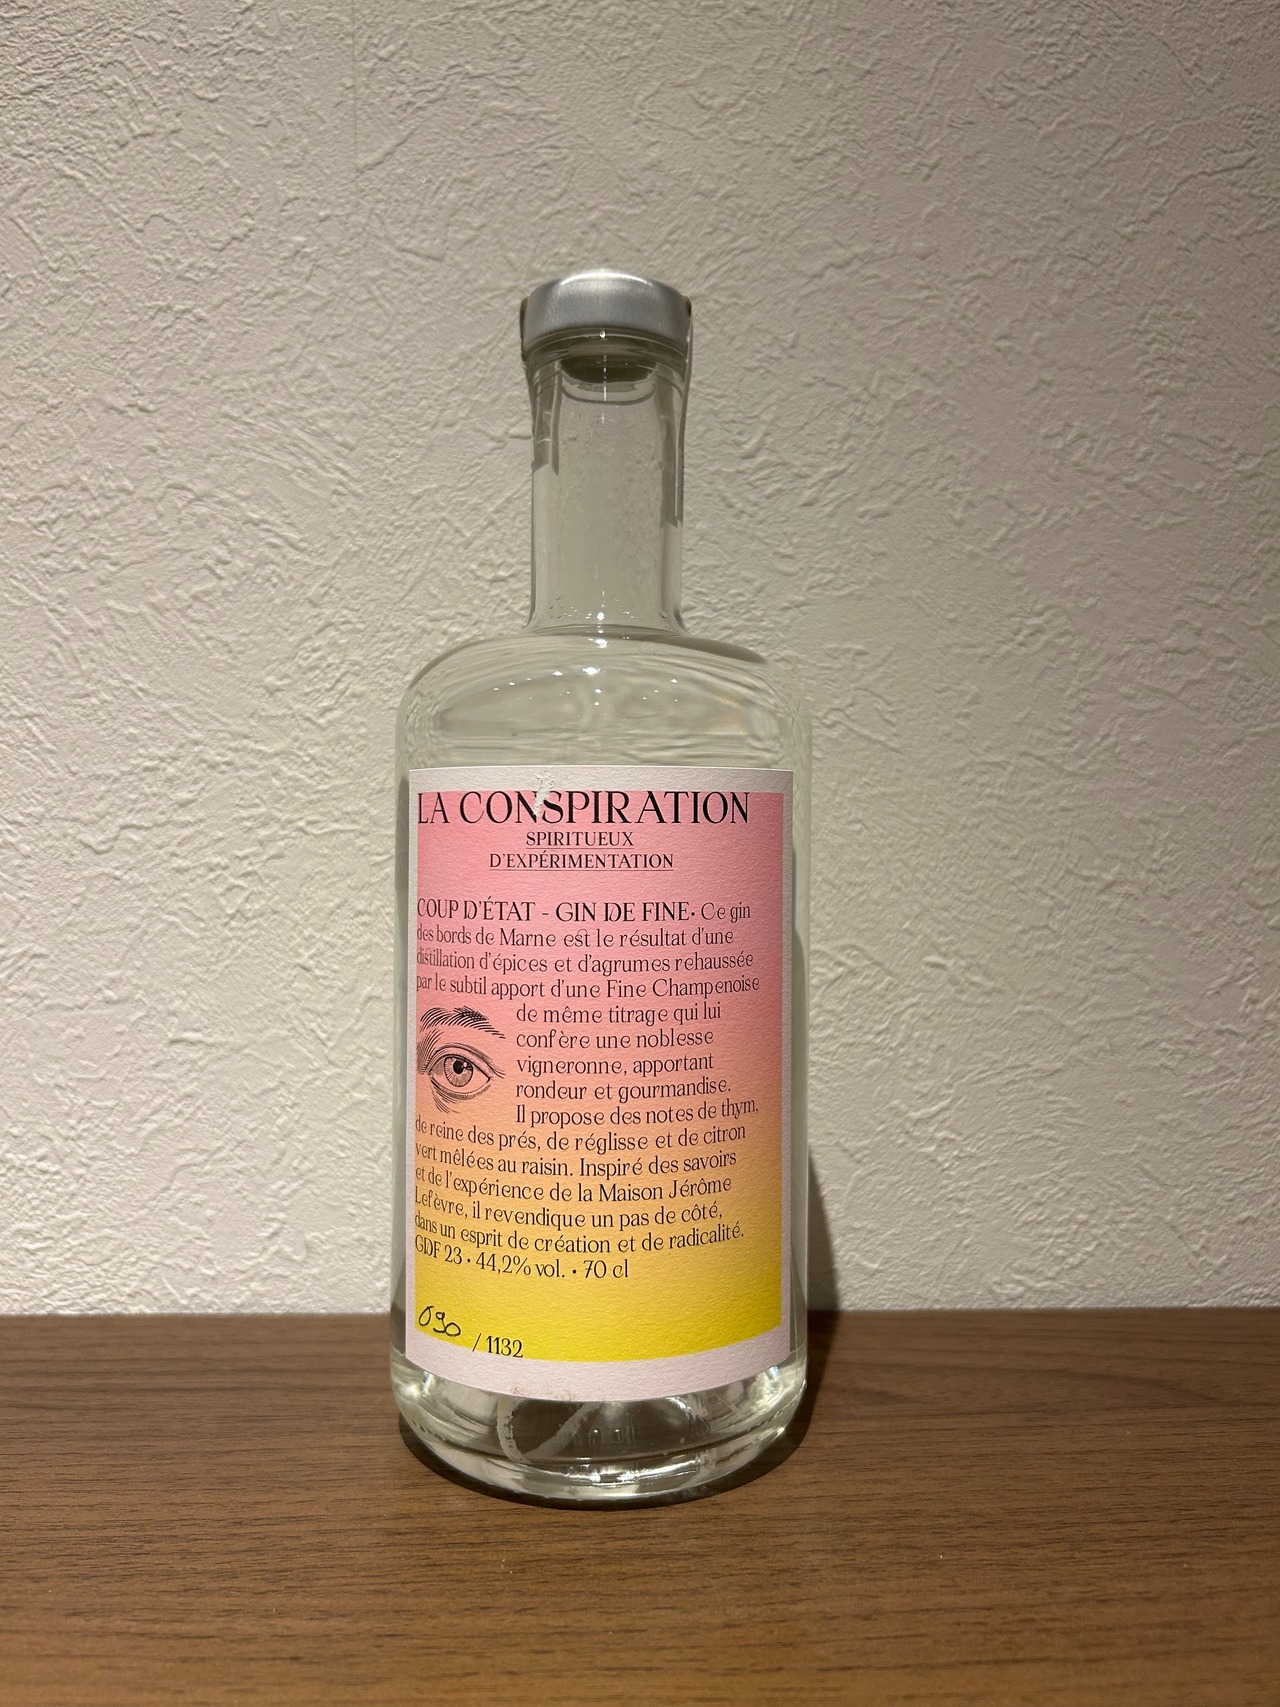 LA CONSPIRATION
SPIRITUEUX
D'EXPÉRIMENTATION
COUP D'ÉTAT - GIN DE FINE• Ce gin
des bords de Marne est le résultat d'une
distillation d'épices et d'agrumes rehaussée
par le subtil apport d'une Fine Champenoise
de même titrage qui lui
confère une noblesse
vigneronne, apportant
rondeur et gourmandise.
Il propose des notes de thym,
de reine des prés, de réglisse et de citron
vert mêlées au raisin. Inspiré des savoirs
et de l'expérience de la Maison Jérôme
Lefèvre, il revendique un pas de côté,
dans un esprit de création et de radicalité.
GDF 23 • 44,2% vol. • 70 cl
090 / 1132